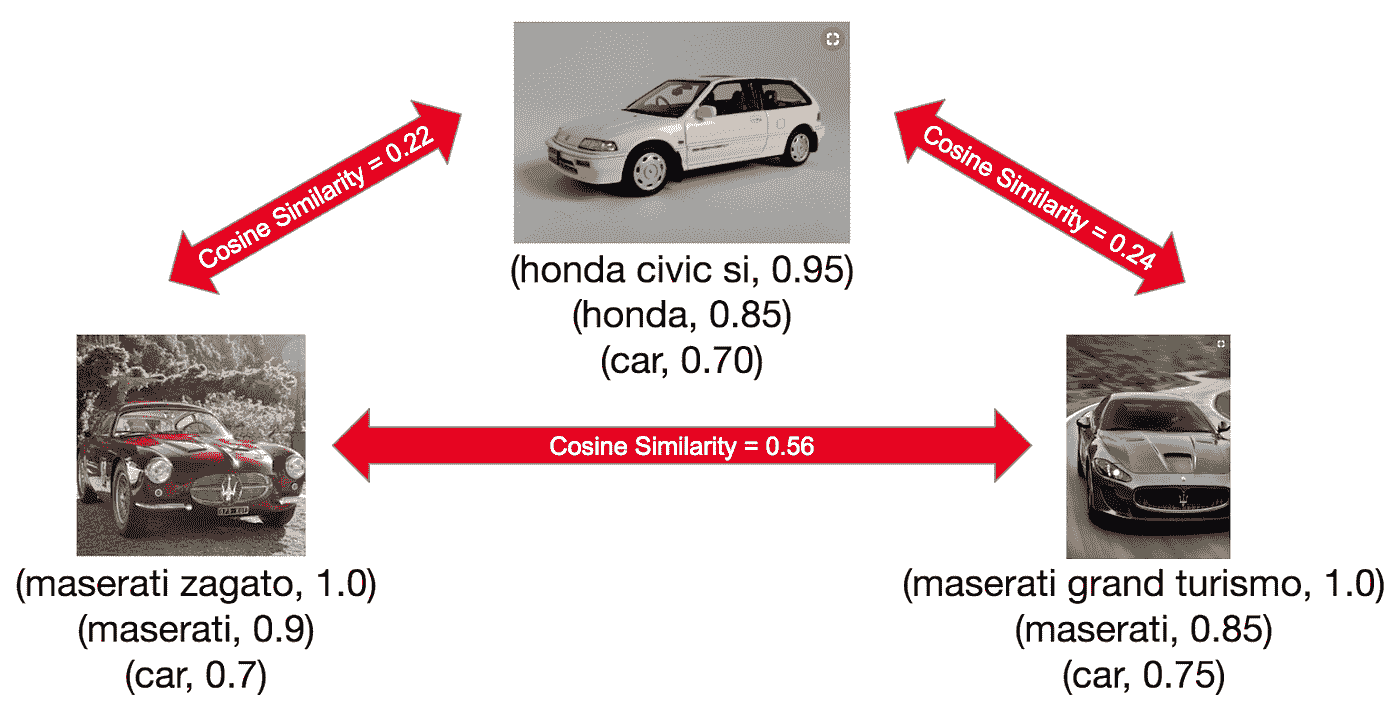 Cosine Similarity = 0.22
Cosine Similarity = 0.24
(honda civic si, 0.95)
(honda, 0.85)
(car, 0.70)
Cosine Similarity = 0.56
(maserati zagato, 1.0)
(maserati, 0.9)
(car, 0.7)
(maserati grand turismo, 1.0)
(maserati, 0.85)
(car, 0.75)